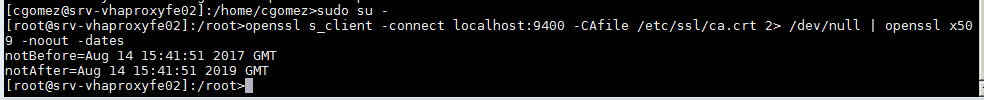 [cgomez@srv-vhaproxyfe02]:/home/cgomez>sudo su -
[root@srv-vhaproxyfe02]:/root>openssl s_client -connect localhost:9400 -CAfile /etc/ssl/ca.crt 2> /dev/null | openssl x50
9 -noout -dates
notBefore=Aug 14 15:41:51 2017 GMT
notAfter=Aug 14 15:41:51 2019 GMT
[root@srv-vhaproxyfe02]:/root>